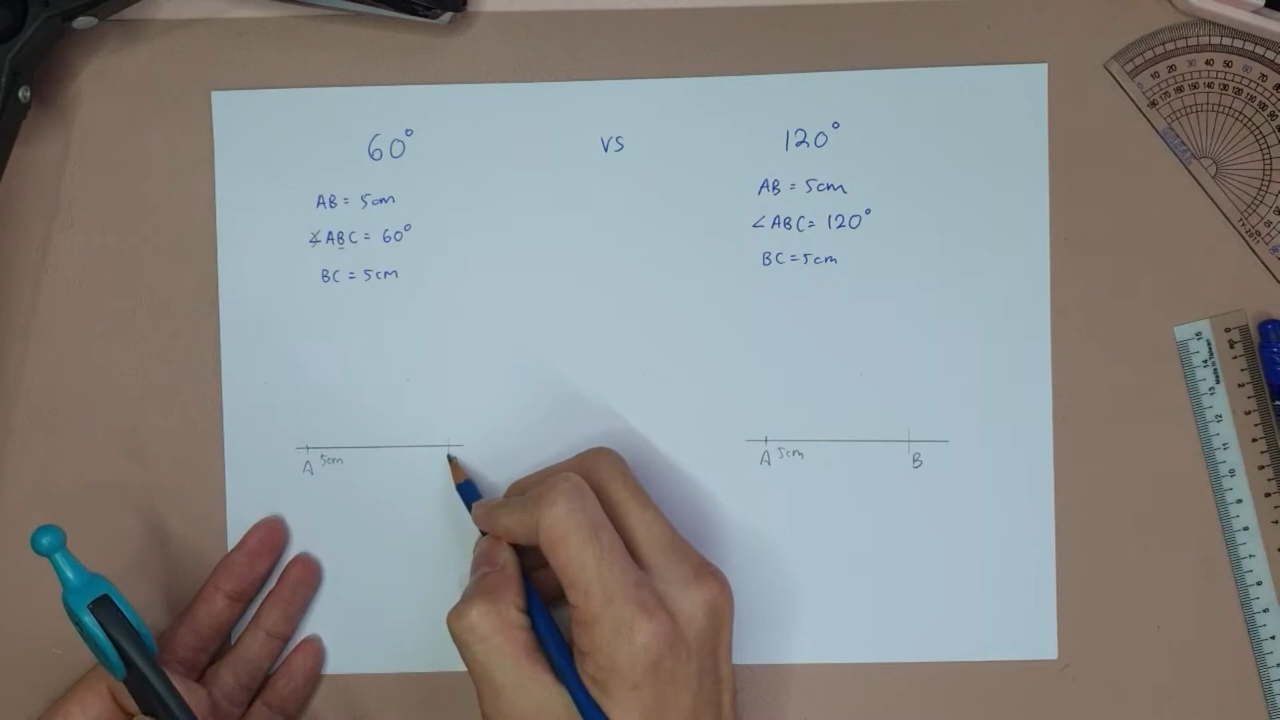 60° vs 120°
AB = 5cm
∡ABC = 60°
BC = 5cm
AB = 5cm
∠ABC = 120°
BC = 5cm
A 5cm
A 5cm B